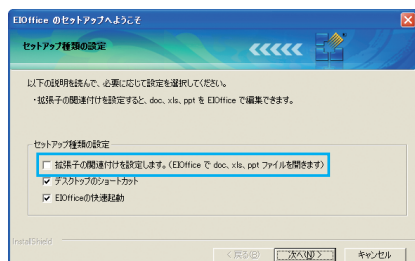 EIOffice のセットアップへようこそ
セットアップ種類の設定
以下の説明を読んで、必要に応じて設定を選択してください。
・拡張子の関連付けを設定すると、doc、xls、ppt を EIOffice で編集できます。
セットアップ種類の設定
拡張子の関連付けを設定します。(EIOffice で doc、xls、ppt ファイルを開きます)
デスクトップのショートカット
EIOfficeの快速起動
InstallShield
< 戻る(B) 次へ(N) > キャンセル